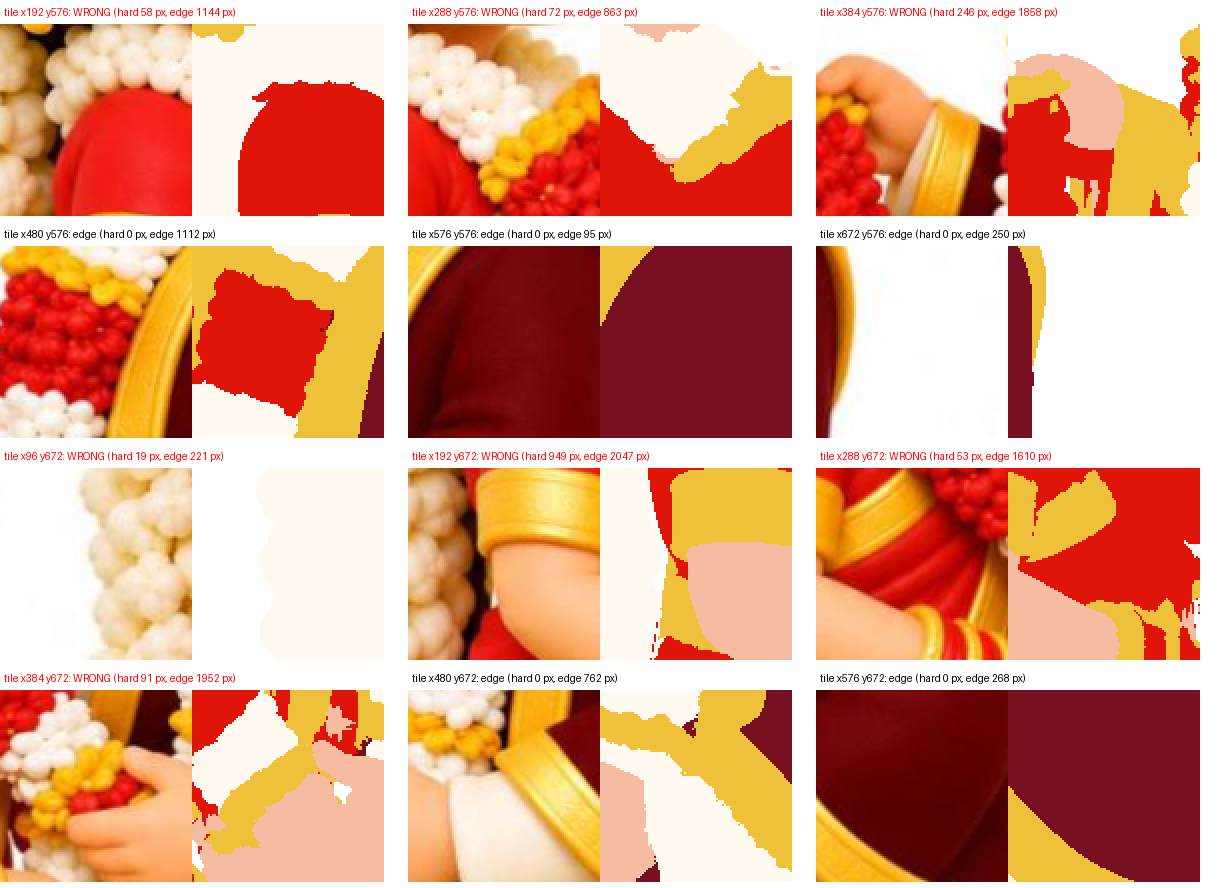 tile x192 y576: WRONG (hard 58 px, edge 1144 px)
tile x288 y576: WRONG (hard 72 px, edge 863 px)
tile x384 y576: WRONG (hard 246 px, edge 1858 px)
tile x480 y576: edge (hard 0 px, edge 1112 px)
tile x576 y576: edge (hard 0 px, edge 95 px)
tile x672 y576: edge (hard 0 px, edge 250 px)
tile x96 y672: WRONG (hard 19 px, edge 221 px)
tile x192 y672: WRONG (hard 949 px, edge 2047 px)
tile x288 y672: WRONG (hard 53 px, edge 1610 px)
tile x384 y672: WRONG (hard 91 px, edge 1952 px)
tile x480 y672: edge (hard 0 px, edge 762 px)
tile x576 y672: edge (hard 0 px, edge 268 px)